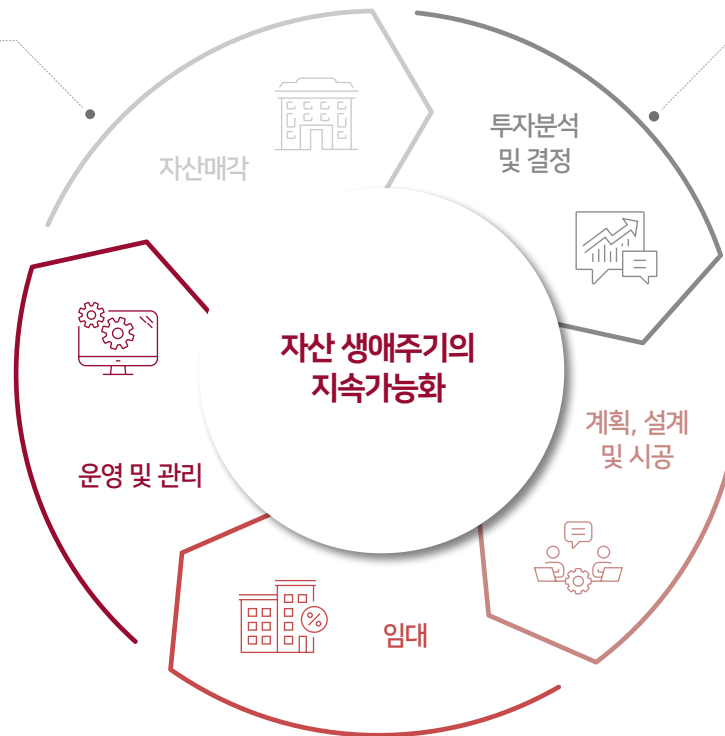 자산매각
투자분석
및 결정
자산 생애주기의
지속가능화
계획, 설계
및 시공
운영 및 관리
임대
%